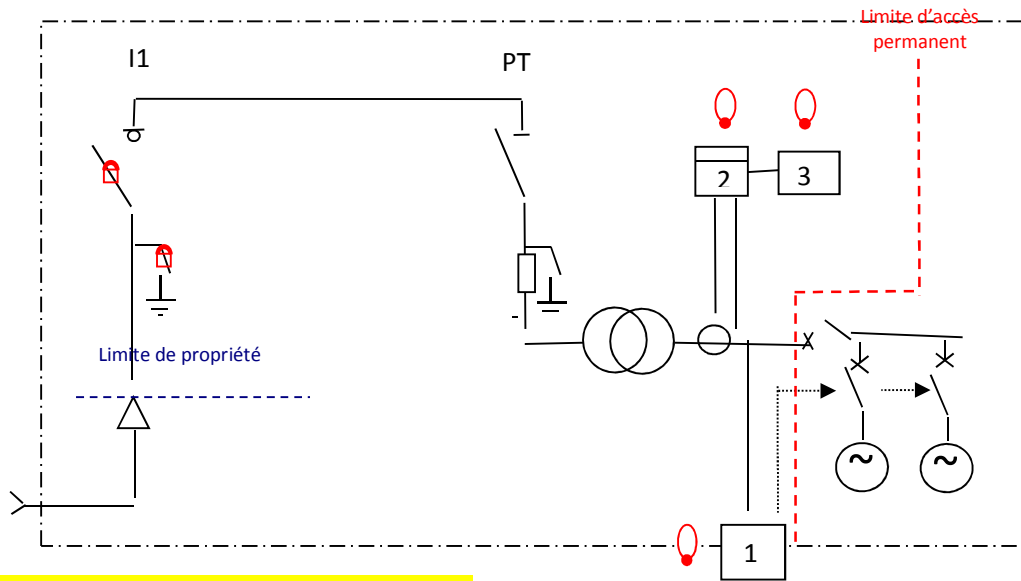 Limite d'accès
permanent
I1
PT
2
3
Limite de propriété
~
~
1